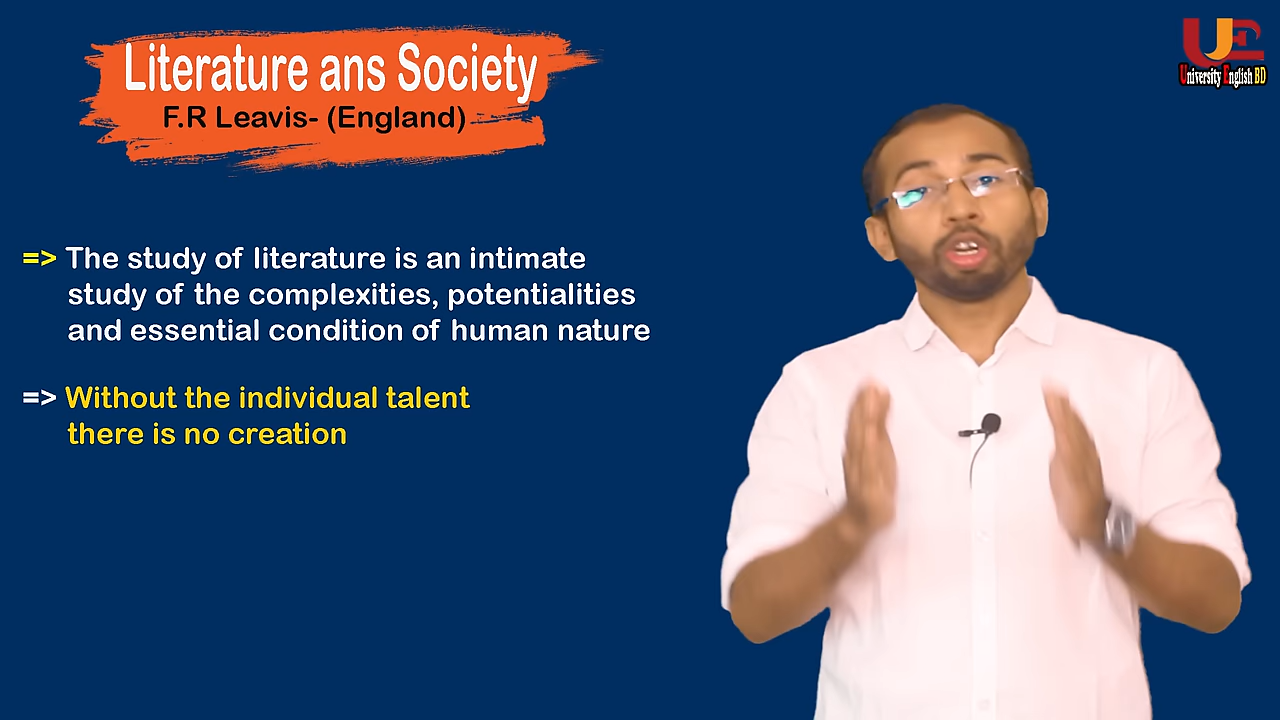 Literature ans Society
F.R Leavis- (England)
UE
University English BD
=> The study of literature is an intimate
study of the complexities, potentialities
and essential condition of human nature
=> Without the individual talent
there is no creation